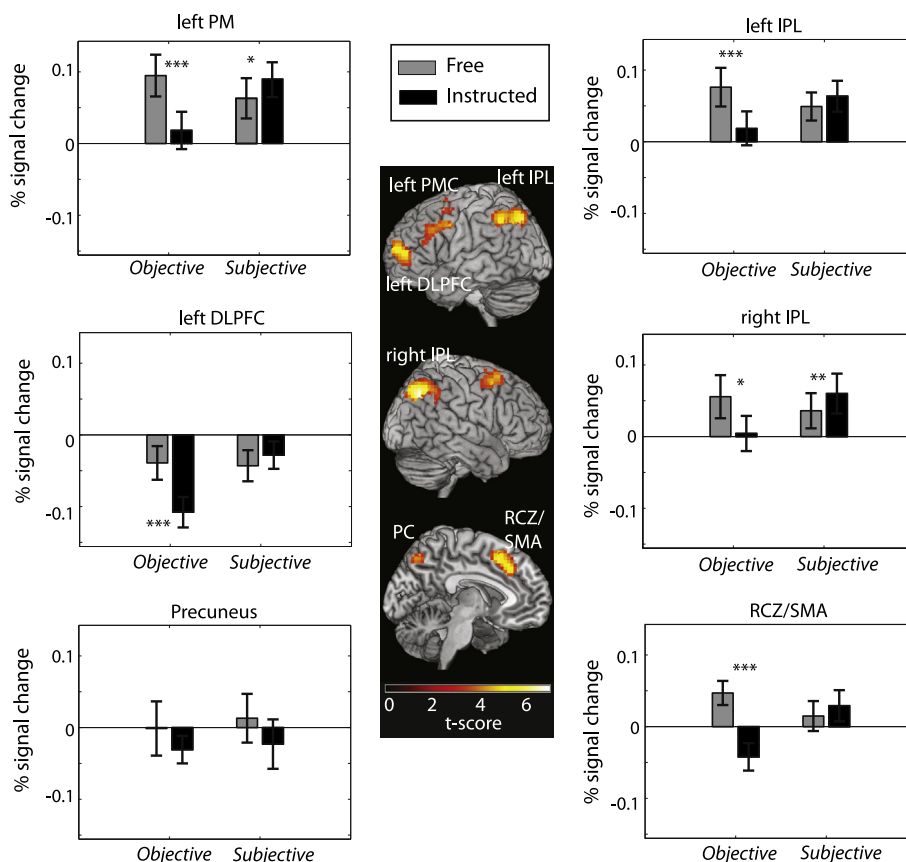 left PM
% signal change
0.1
0
-0.1
***
*
Objective
Subjective
left DLPFC
% signal change
0.1
0
-0.1
***
Objective
Subjective
Precuneus
% signal change
0.1
0
-0.1
Objective
Subjective
Free
Instructed
left PMC
left IPL
left DLPFC
right IPL
PC
RCZ/
SMA
0 2 4 6
t-score
left IPL
% signal change
0.1
0
-0.1
***
Objective
Subjective
right IPL
% signal change
0.1
0
-0.1
*
**
Objective
Subjective
RCZ/SMA
% signal change
0.1
0
-0.1
***
Objective
Subjective